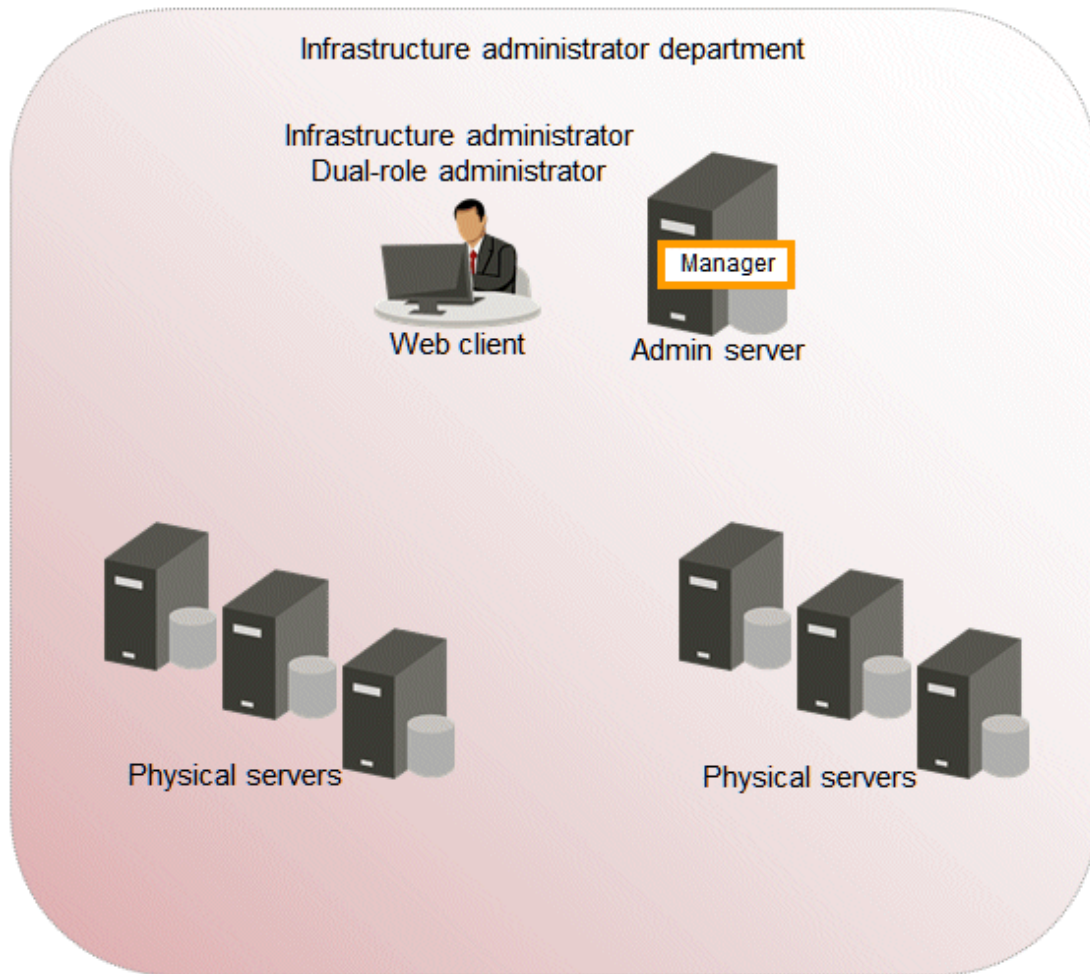 Infrastructure administrator department
Infrastructure administrator
Dual-role administrator
Manager
Web client
Admin server
Physical servers
Physical servers